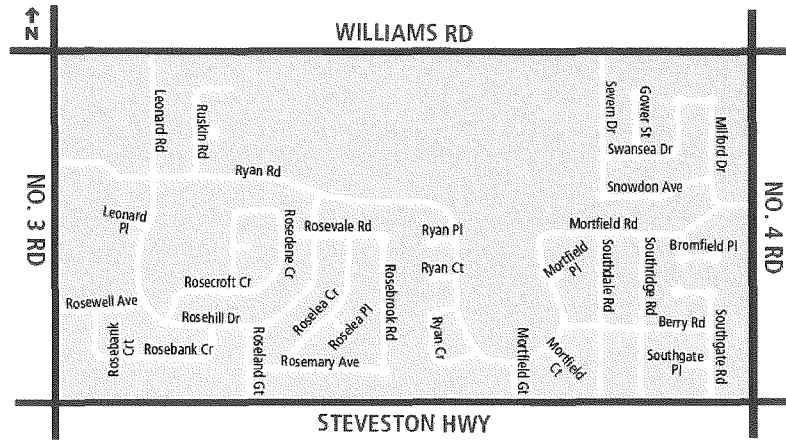 N
WILLIAMS RD
Leonard Rd
Ruskin Rd
Severn Dr
Gower St
Milford Dr
Swansea Dr
Ryan Rd
Snowdon Ave
NO. 3 RD
NO. 4 RD
Leonard
Pl
Rosedene Cr
Rosevale Rd
Ryan Pl
Mortfield Rd
Mortfield
Pl
Southdale Rd
Southridge Rd
Bromfield Pl
Rosecroft Cr
Roselea Cr
Roselea Pl
Rosebrook Rd
Ryan Ct
Rosewell Ave
Rosehill Dr
Rosebank
Crt
Rosebank Cr
Roseland Gt
Rosemary Ave
Ryan Cr
Mortfield Gt
Mortfield
Ct
Berry Rd
Southgate
Pl
Southgate Rd
STEVESTON HWY